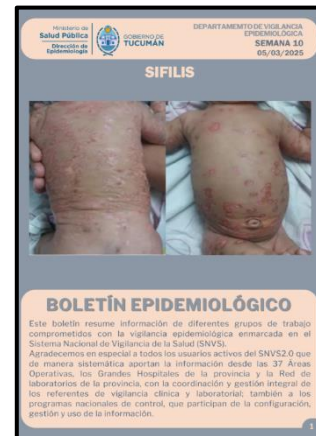 Ministerio de
Salud Pública
Dirección de
Epidemiología
GOBIERNO DE
TUCUMÁN
DEPARTAMENTO DE VIGILANCIA
EPIDEMIOLÓGICA
SEMANA 10
05/03/2025
SIFILIS
BOLETÍN EPIDEMIOLÓGICO
Este boletín resume información de diferentes grupos de trabajo
comprometidos con la vigilancia epidemiológica enmarcada en el
Sistema Nacional de Vigilancia de la Salud (SNVS).
Agradecemos en especial a todos los usuarios activos del SNVS2.0 que
de manera sistemática aportan la información desde las 37 Áreas
Operativas, los Grandes Hospitales de la provincia y la Red de
laboratorios de la provincia, con la coordinación y gestión integral de
los referentes de vigilancia clínica y laboratorial; también a los
programas nacionales de control, que participan de la configuración,
gestión y uso de la información.
1